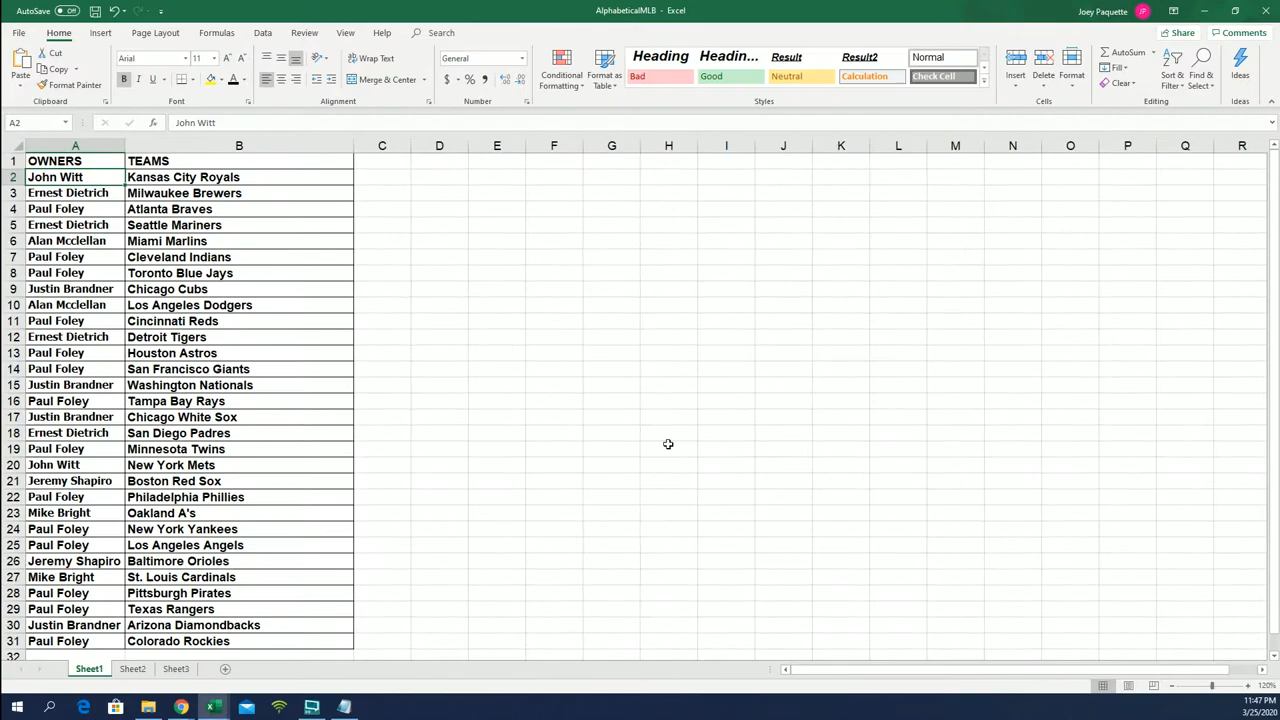 AutoSave Off AlphabeticalMLB - Excel Joey Paquette JP
File Home Insert Page Layout Formulas Data Review View Help Search Share Comments
Paste Cut Copy Format Painter Clipboard
Arial 11 B I U Font
Wrap Text Merge & Center Alignment
General $ % , Number
Conditional Formatting Format as Table
Heading Headin... Result Result2 Normal
Bad Good Neutral Calculation Check Cell
Styles
Insert Delete Format Cells
AutoSum Fill Clear Sort & Filter Find & Select Editing
Ideas Ideas
A2 fx John Witt
A B C D E F G H I J K L M N O P Q R
1 OWNERS TEAMS
2 John Witt Kansas City Royals
3 Ernest Dietrich Milwaukee Brewers
4 Paul Foley Atlanta Braves
5 Ernest Dietrich Seattle Mariners
6 Alan Mcclellan Miami Marlins
7 Paul Foley Cleveland Indians
8 Paul Foley Toronto Blue Jays
9 Justin Brandner Chicago Cubs
10 Alan Mcclellan Los Angeles Dodgers
11 Paul Foley Cincinnati Reds
12 Ernest Dietrich Detroit Tigers
13 Paul Foley Houston Astros
14 Paul Foley San Francisco Giants
15 Justin Brandner Washington Nationals
16 Paul Foley Tampa Bay Rays
17 Justin Brandner Chicago White Sox
18 Ernest Dietrich San Diego Padres
19 Paul Foley Minnesota Twins
20 John Witt New York Mets
21 Jeremy Shapiro Boston Red Sox
22 Paul Foley Philadelphia Phillies
23 Mike Bright Oakland A's
24 Paul Foley New York Yankees
25 Paul Foley Los Angeles Angels
26 Jeremy Shapiro Baltimore Orioles
27 Mike Bright St. Louis Cardinals
28 Paul Foley Pittsburgh Pirates
29 Paul Foley Texas Rangers
30 Justin Brandner Arizona Diamondbacks
31 Paul Foley Colorado Rockies
32
Sheet1 Sheet2 Sheet3
120%
11:47 PM
3/25/2020